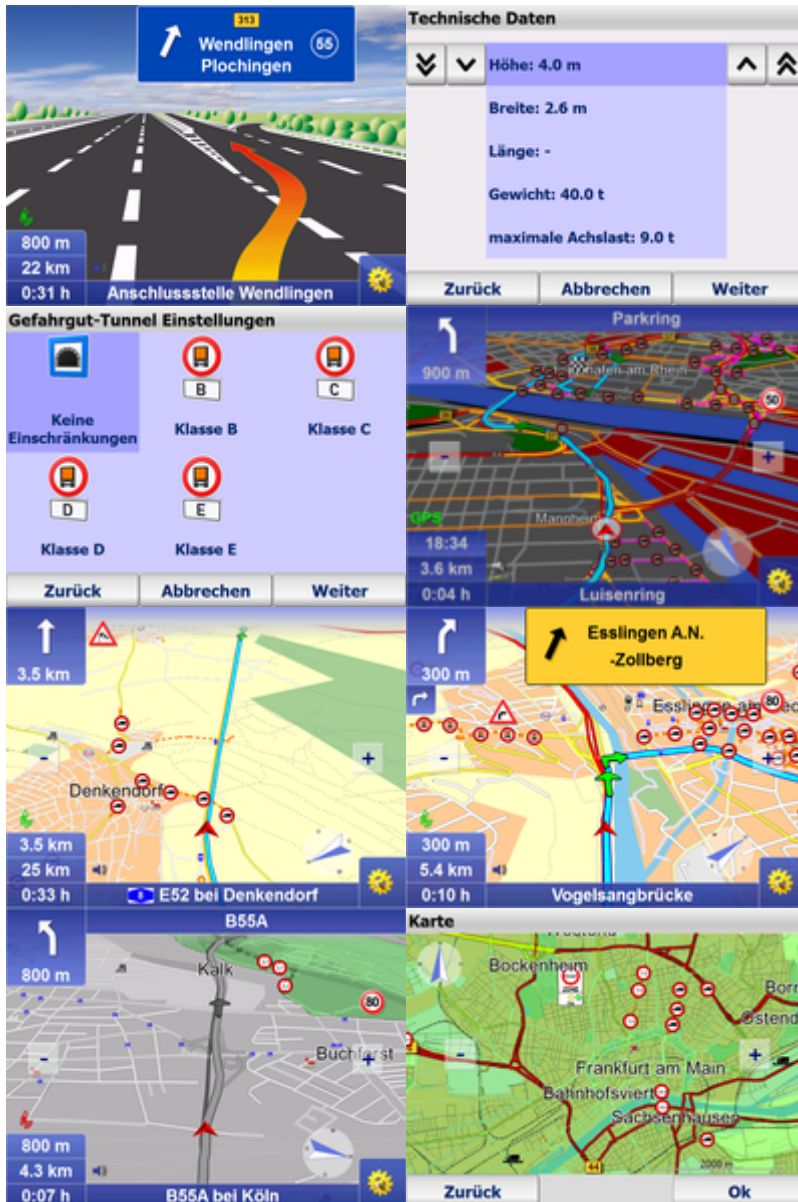 313
Wendlingen 55
Plochingen
800 m
22 km
0:31 h Anschlussstelle Wendlingen
Technische Daten
Höhe: 4.0 m
Breite: 2.6 m
Länge: -
Gewicht: 40.0 t
maximale Achslast: 9.0 t
Zurück Abbrechen Weiter
Gefahrgut-Tunnel Einstellungen
B C
Keine
Einschränkungen
Klasse B Klasse C
D E
Klasse D Klasse E
Zurück Abbrechen Weiter
Parkring
900 m
am Rhein
50
- +
GPS
Mannheim
18:34
3.6 km
0:04 h Luisenring
3.5 km
- +
Denkendorf
3.5 km
25 km
0:33 h E52 bei Denkendorf
Esslingen A.N.
-Zollberg
300 m
80
- +
300 m
5.4 km
0:10 h Vogelsangbrücke
B55A
800 m
Kalk
80
- +
Buchforst
800 m
4.3 km
0:07 h B55A bei Köln
Karte
Bockenheim
- +
Frankfurt am Main
Bahnhofsviert
Sachsenhausen
44
2000 m
Zurück Ok